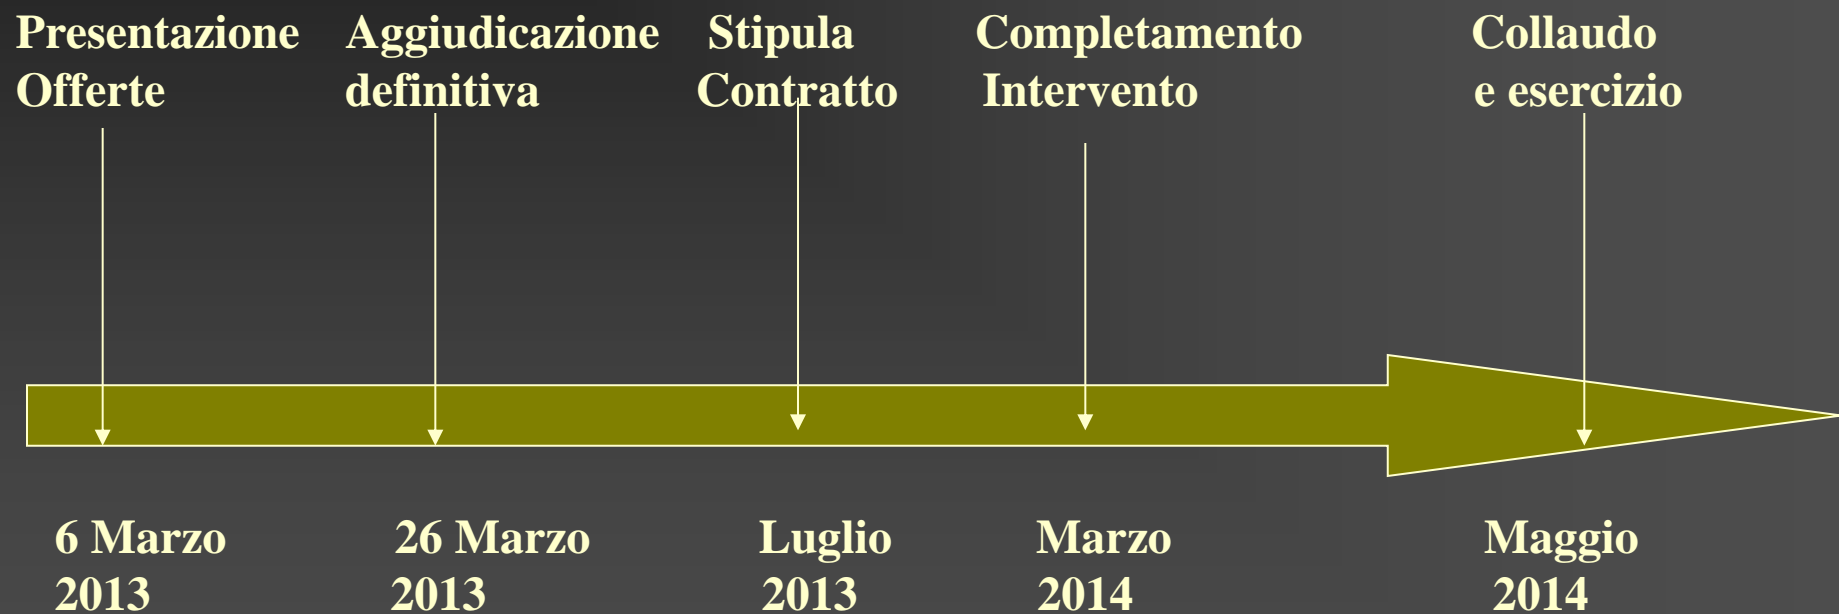 Presentazione
Offerte
Aggiudicazione
definitiva
Stipula
Contratto
Completamento
Intervento
Collaudo
e esercizio
6 Marzo
2013
26 Marzo
2013
Luglio
2013
Marzo
2014
Maggio
2014